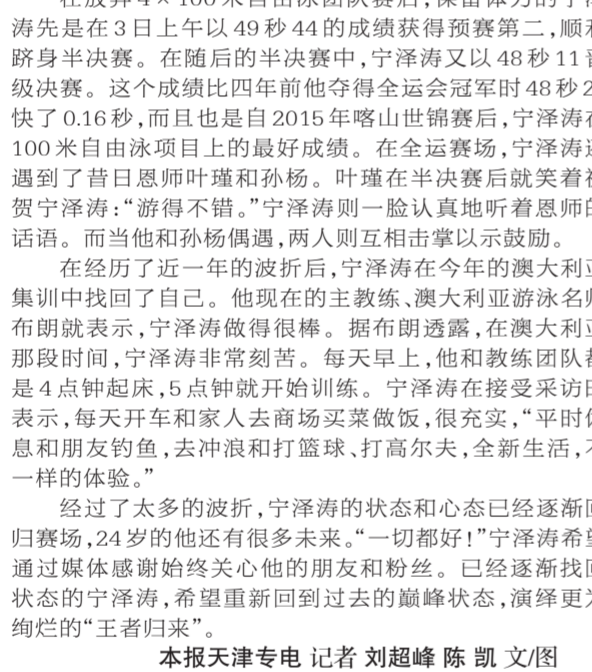 在放弃4×100米自由泳团队赛后,保留体力的宁泽
涛先是在3日上午以49秒44的成绩获得预赛第二,顺利
跻身半决赛。在随后的半决赛中,宁泽涛又以48秒11晋
级决赛。这个成绩比四年前他夺得全运会冠军时48秒2
快了0.16秒,而且也是自2015年喀山世锦赛后,宁泽涛在
100米自由泳项目上的最好成绩。在全运赛场,宁泽涛还
遇到了昔日恩师叶瑾和孙杨。叶瑾在半决赛后就笑着祝
贺宁泽涛:“游得不错。”宁泽涛则一脸认真地听着恩师的
话语。而当他和孙杨偶遇,两人则互相击掌以示鼓励。
在经历了近一年的波折后,宁泽涛在今年的澳大利亚
集训中找回了自己。他现在的主教练、澳大利亚游泳名帅
布朗就表示,宁泽涛做得很棒。据布朗透露,在澳大利亚
那段时间,宁泽涛非常刻苦。每天早上,他和教练团队都
是4点钟起床,5点钟就开始训练。宁泽涛在接受采访时
表示,每天开车和家人去商场买菜做饭,很充实,“平时休
息和朋友钓鱼,去冲浪和打篮球、打高尔夫,全新生活,不
一样的体验。”
经过了太多的波折,宁泽涛的状态和心态已经逐渐回
归赛场,24岁的他还有很多未来。“一切都好!”宁泽涛希望
通过媒体感谢始终关心他的朋友和粉丝。已经逐渐找回
状态的宁泽涛,希望重新回到过去的巅峰状态,演绎更为
绚烂的“王者归来”。
本报天津专电 记者 刘超峰 陈 凯 文/图